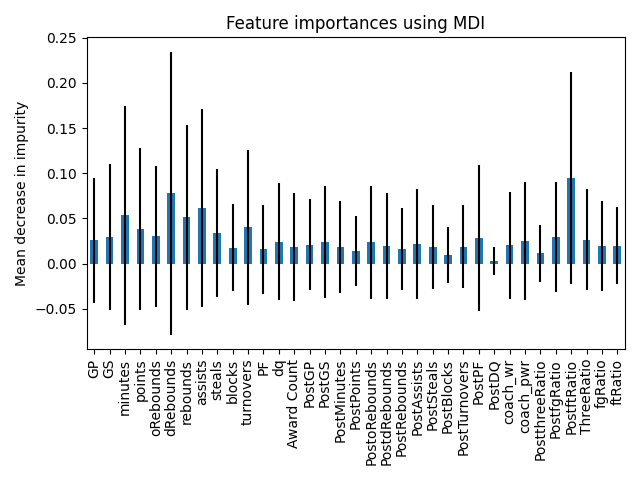 Feature importances using MDI
Mean decrease in impurity
0.25
0.20
0.15
0.10
0.05
0.00
−0.05
GP
GS
minutes
points
oRebounds
dRebounds
rebounds
assists
steals
blocks
turnovers
PF
dq
Award Count
PostGP
PostGS
PostMinutes
PostPoints
PostoRebounds
PostdRebounds
PostRebounds
PostAssists
PostSteals
PostBlocks
PostTurnovers
PostPF
PostDQ
coach_wr
coach_pwr
PostthreeRatio
PostfgRatio
PostftRatio
ThreeRatio
fgRatio
ftRatio